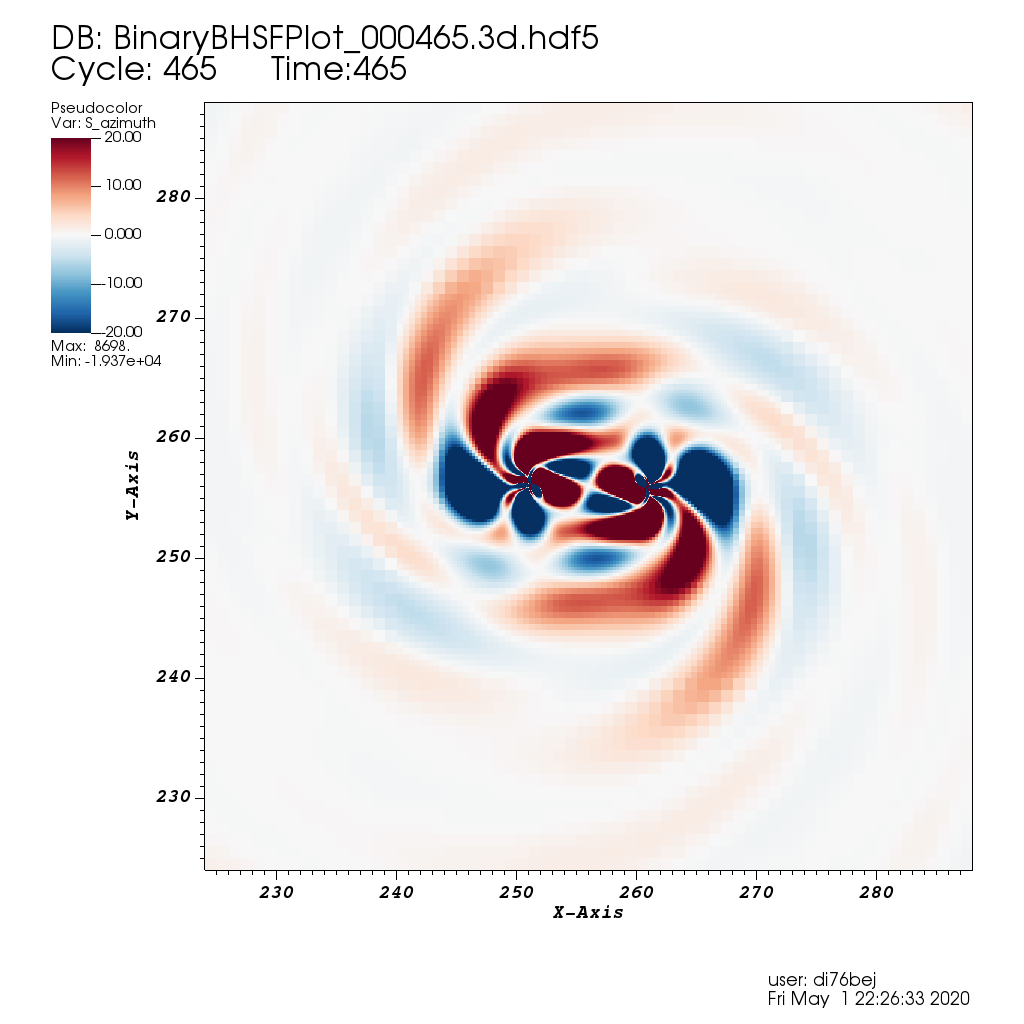 DB: BinaryBHSFPlot_000465.3d.hdf5
Cycle: 465 Time:465
Pseudocolor
Var: S_azimuth
20.00
10.00
0.000
-10.00
-20.00
Max: 8698.
Min: -1.937e+04
280
270
260
250
240
230
Y-Axis
230 240 250 260 270 280
X-Axis
user: di76bej
Fri May 1 22:26:33 2020